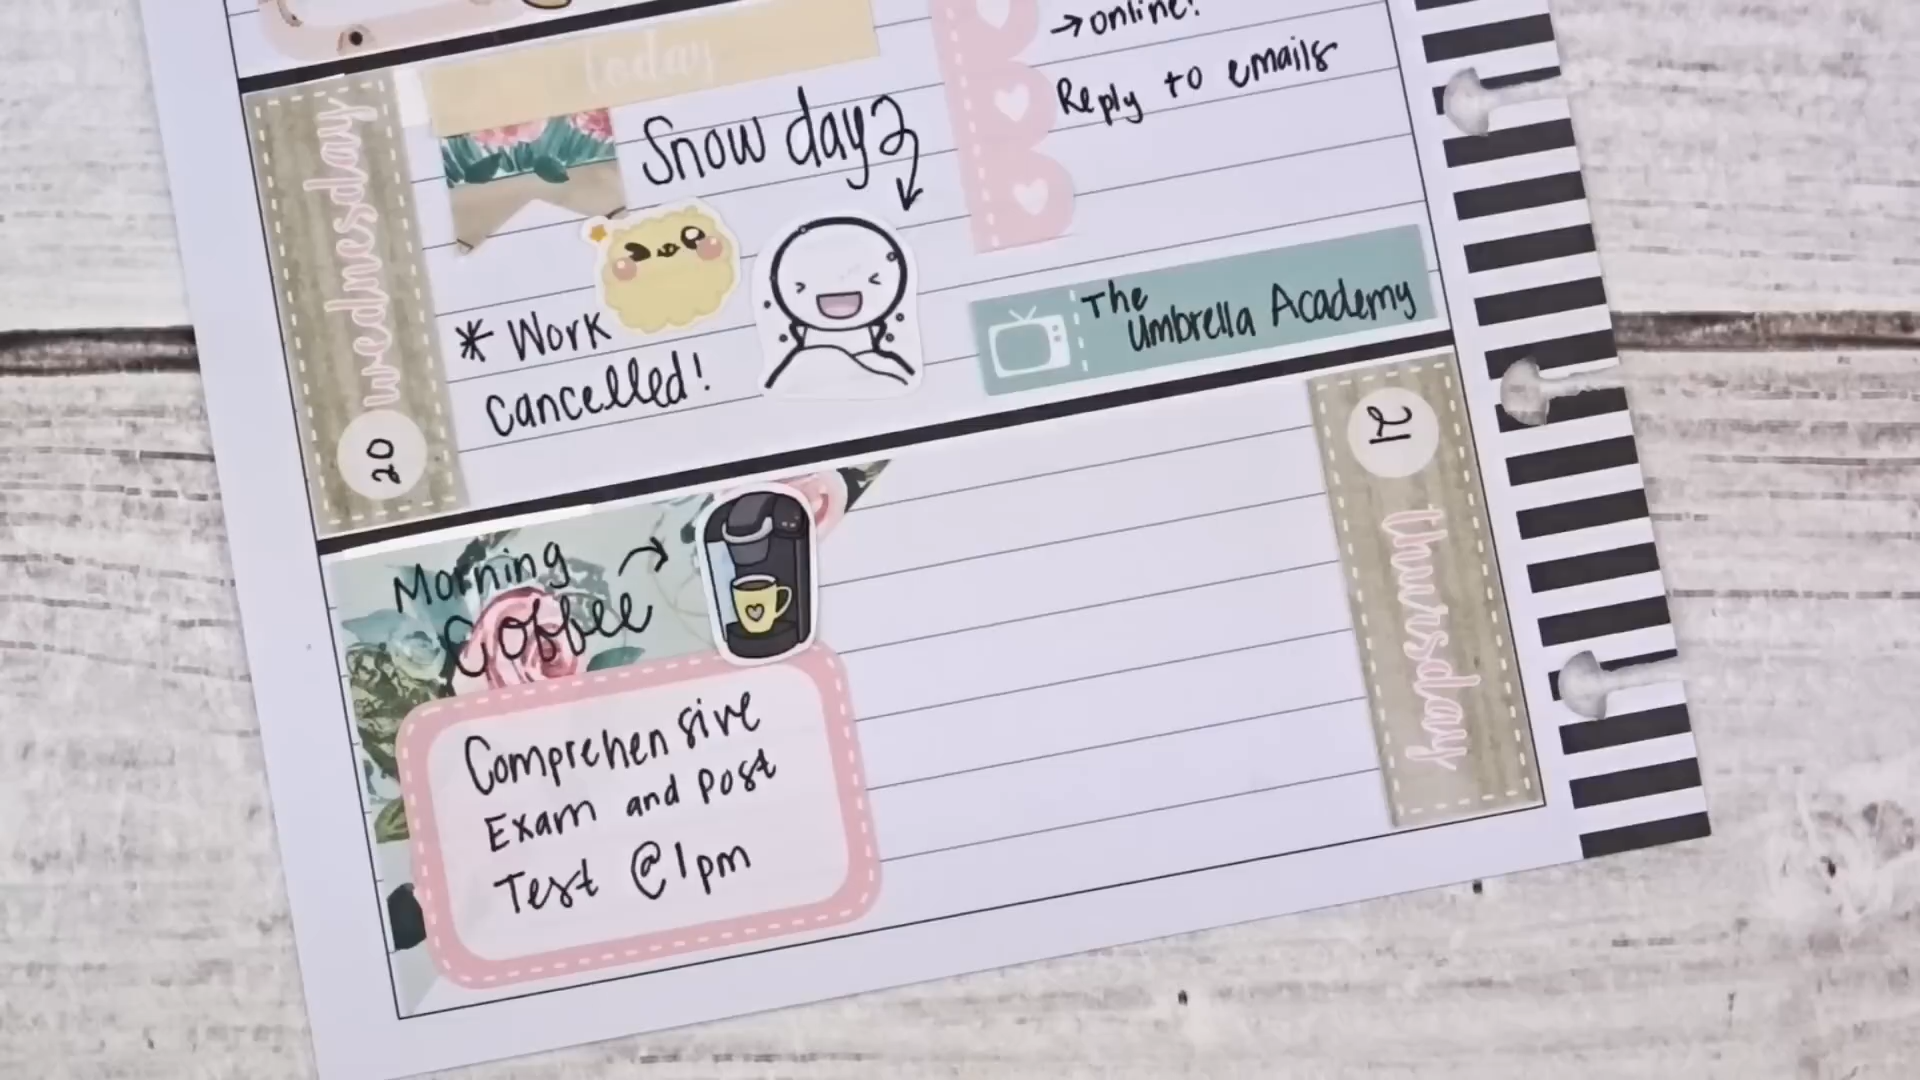 today
→ online!
Reply to emails
wednesday
20
Snow day
* Work
cancelled!
The
Umbrella Academy
21
thursday
Morning
Coffee →
Comprehensive
Exam and Post
Test @ 1pm